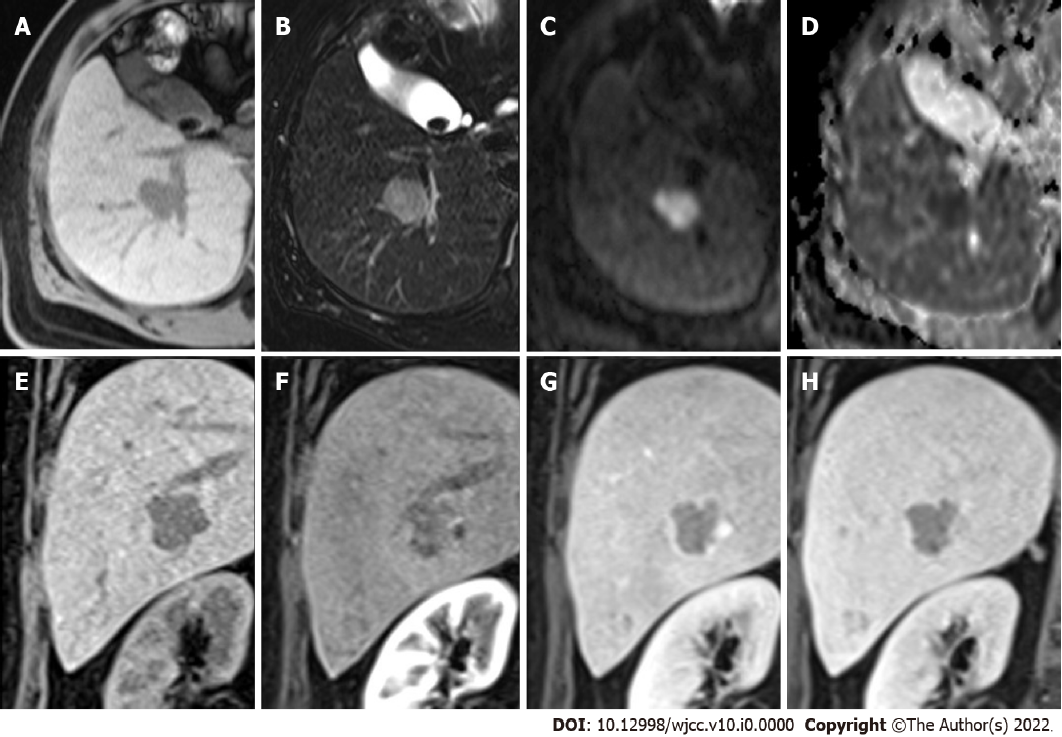 A B C D
E F G H
DOI: 10.12998/wjcc.v10.i0.0000 Copyright ©The Author(s) 2022.